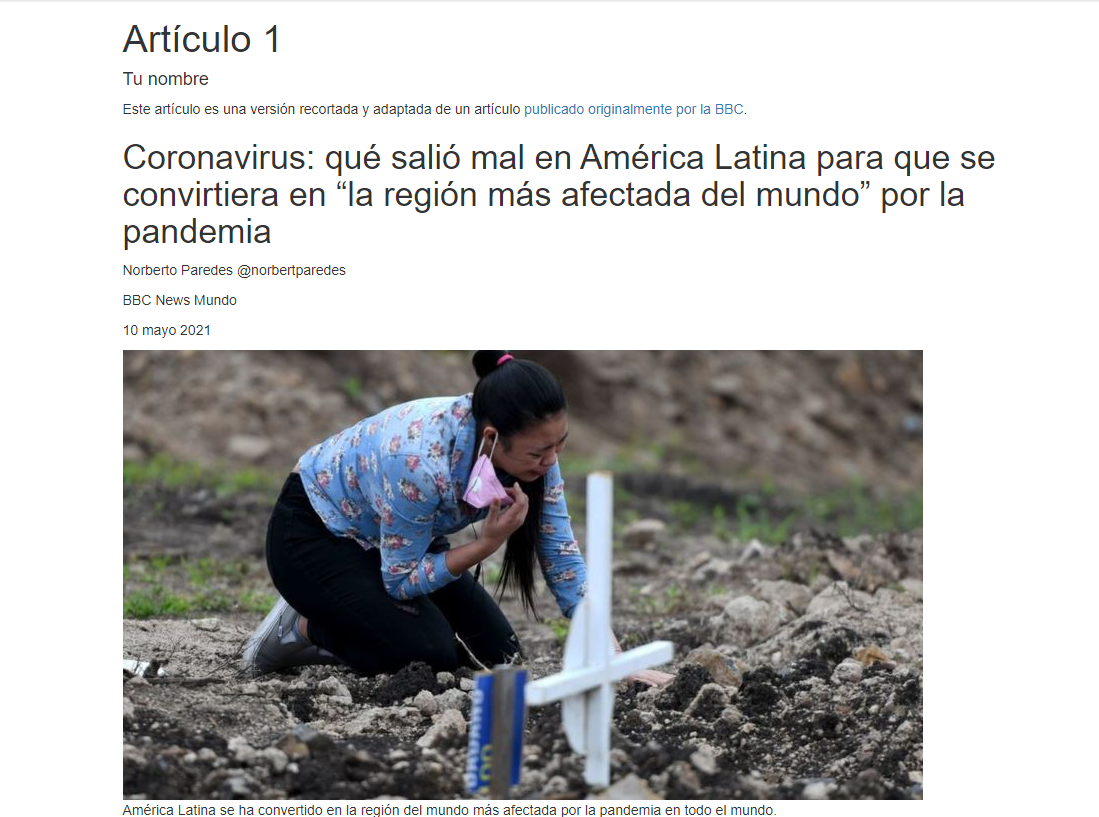 Artículo 1
Tu nombre
Este artículo es una versión recortada y adaptada de un artículo publicado originalmente por la BBC.
Coronavirus: qué salió mal en América Latina para que se
convirtiera en “la región más afectada del mundo” por la
pandemia
Norberto Paredes @norbertparedes
BBC News Mundo
10 mayo 2021
América Latina se ha convertido en la región del mundo más afectada por la pandemia en todo el mundo.